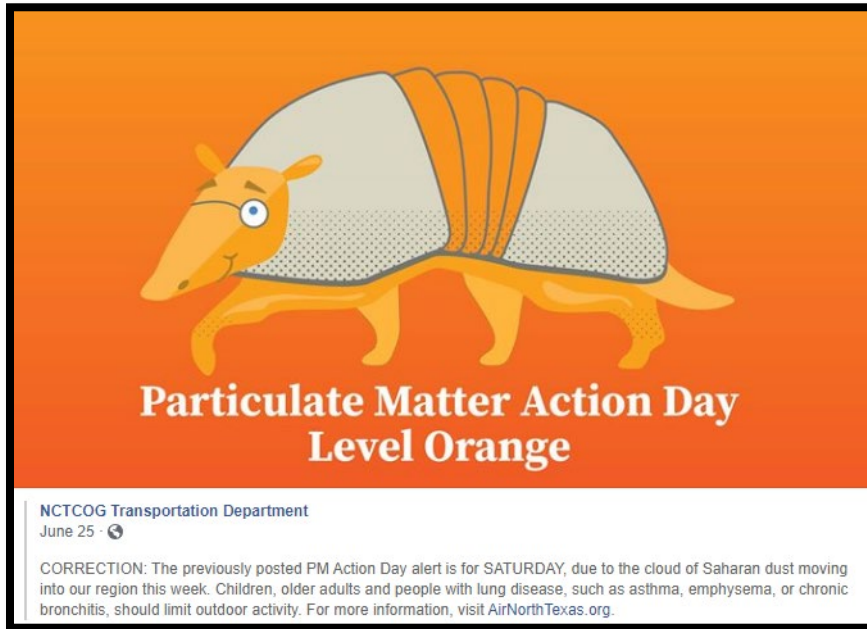 Particulate Matter Action Day
Level Orange
NCTCOG Transportation Department
June 25 ·
CORRECTION: The previously posted PM Action Day alert is for SATURDAY, due to the cloud of Saharan dust moving
into our region this week. Children, older adults and people with lung disease, such as asthma, emphysema, or chronic
bronchitis, should limit outdoor activity. For more information, visit AirNorthTexas.org.